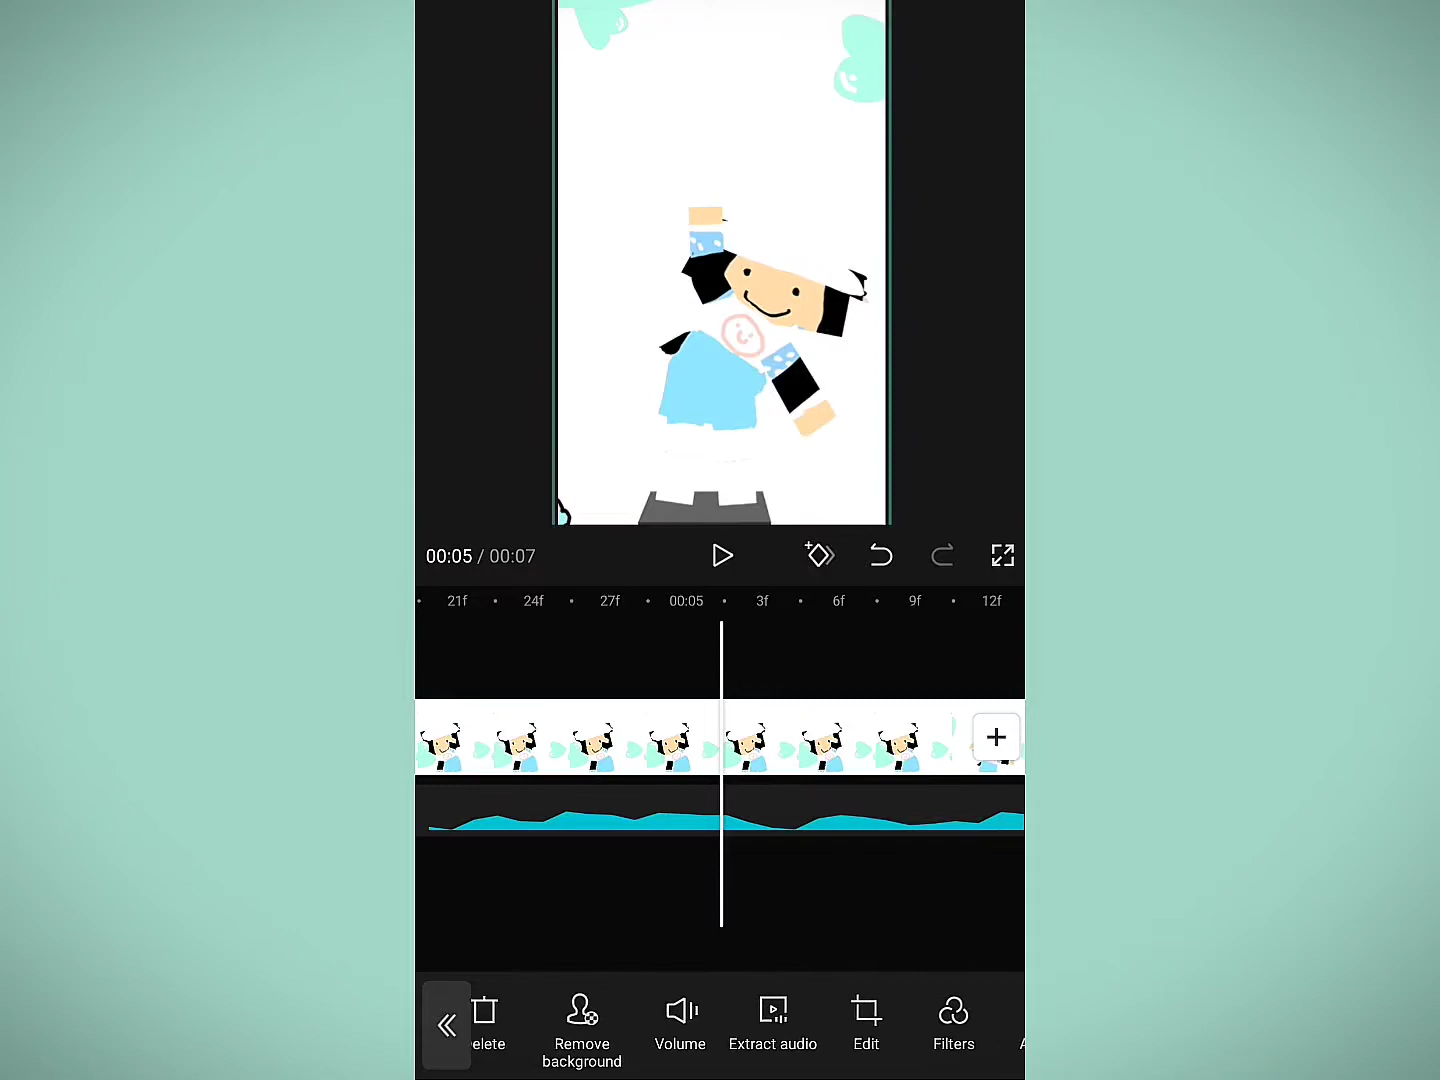 00:05 / 00:07
21f 24f 27f 00:05 3f 6f 9f 12f
elete Remove background Volume Extract audio Edit Filters A